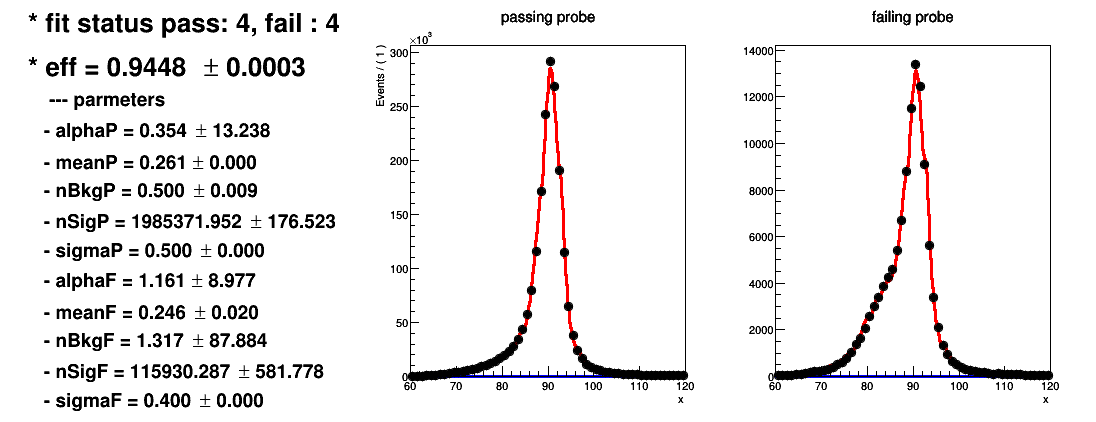 * fit status pass: 4, fail : 4
* eff = 0.9448 ± 0.0003
--- parmeters
- alphaP = 0.354 ± 13.238
- meanP = 0.261 ± 0.000
- nBkgP = 0.500 ± 0.009
- nSigP = 1985371.952 ± 176.523
- sigmaP = 0.500 ± 0.000
- alphaF = 1.161 ± 8.977
- meanF = 0.246 ± 0.020
- nBkgF = 1.317 ± 87.884
- nSigF = 115930.287 ± 581.778
- sigmaF = 0.400 ± 0.000
passing probe
×10³
Events / ( 1 )
300
250
200
150
100
50
0
60 70 80 90 100 110 120
x
failing probe
14000
12000
10000
8000
6000
4000
2000
0
60 70 80 90 100 110 120
x